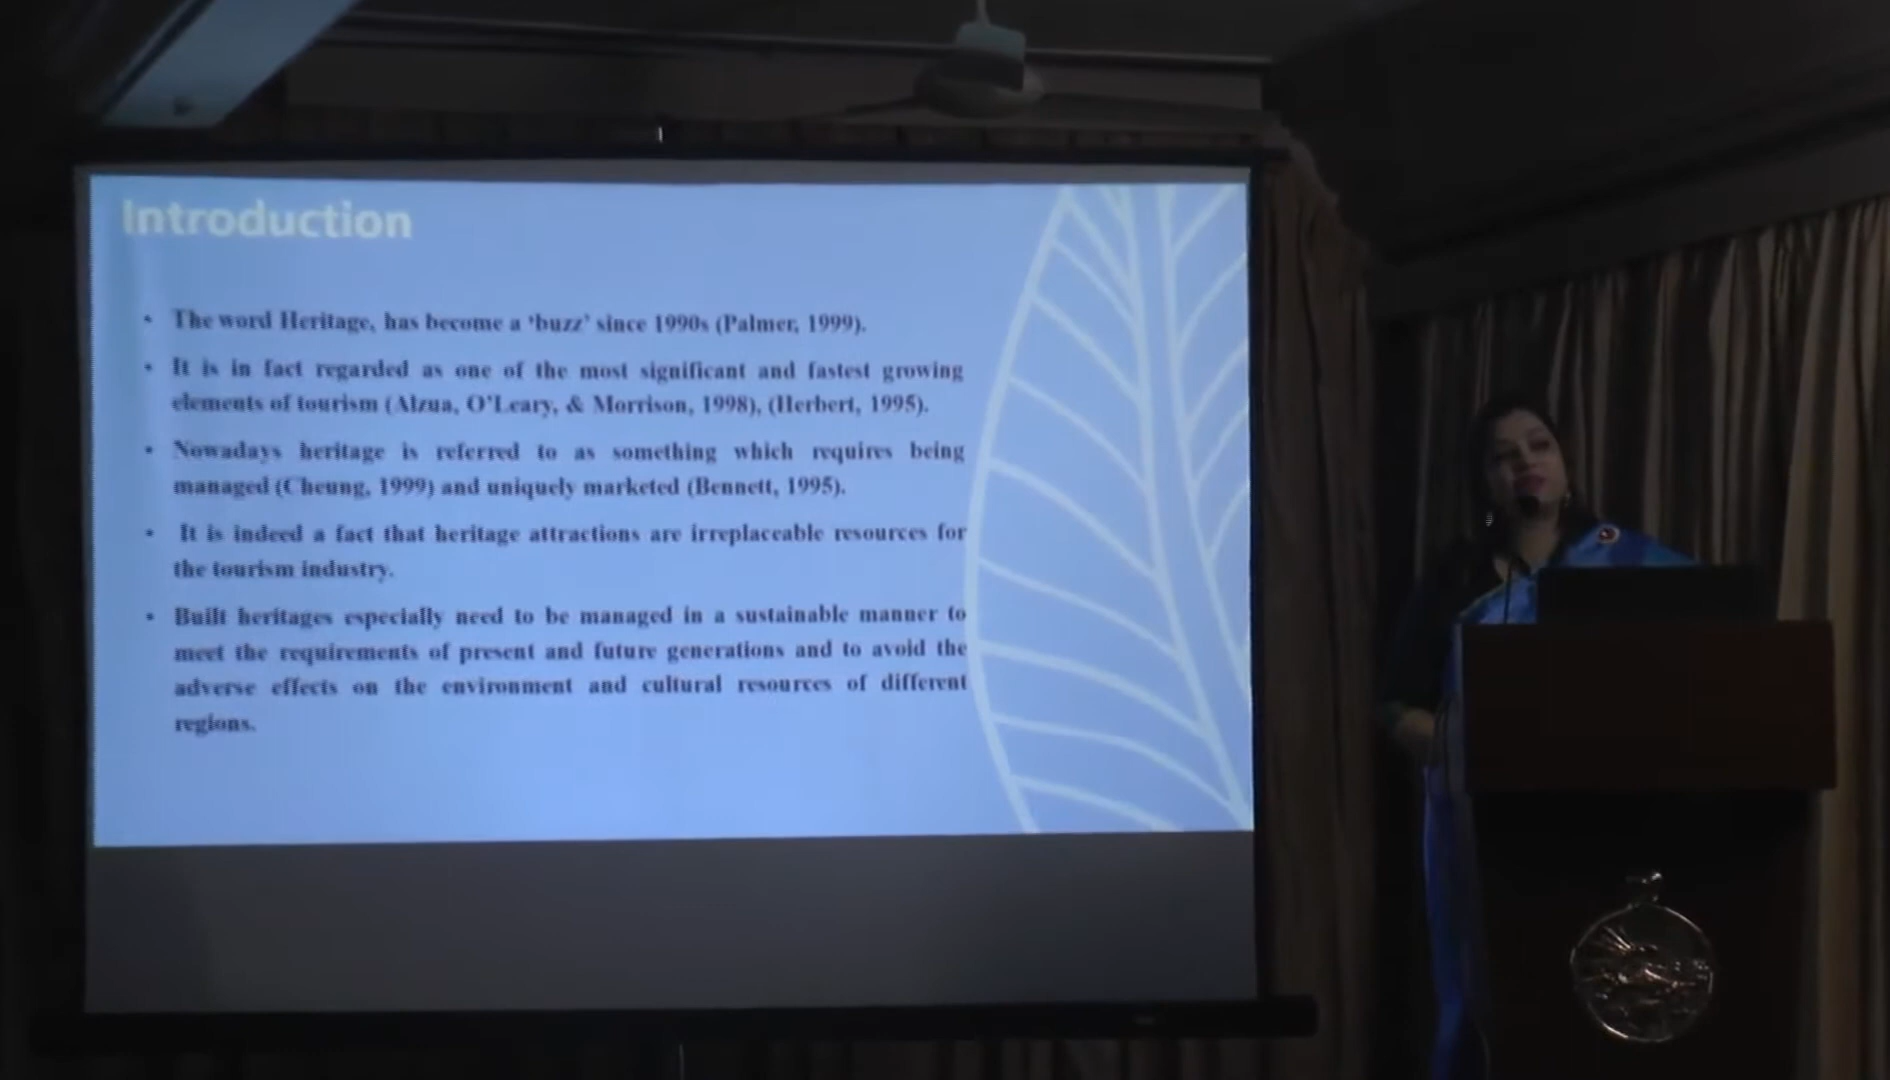 Introduction
• The word Heritage, has become a ‘buzz’ since 1990s (Palmer, 1999).
• It is in fact regarded as one of the most significant and fastest growing
elements of tourism (Alzua, O’Leary, & Morrison, 1998), (Herbert, 1995).
• Nowadays heritage is referred to as something which requires being
managed (Cheung, 1999) and uniquely marketed (Bennett, 1995).
• It is indeed a fact that heritage attractions are irreplaceable resources for
the tourism industry.
• Built heritages especially need to be managed in a sustainable manner to
meet the requirements of present and future generations and to avoid the
adverse effects on the environment and cultural resources of different
regions.